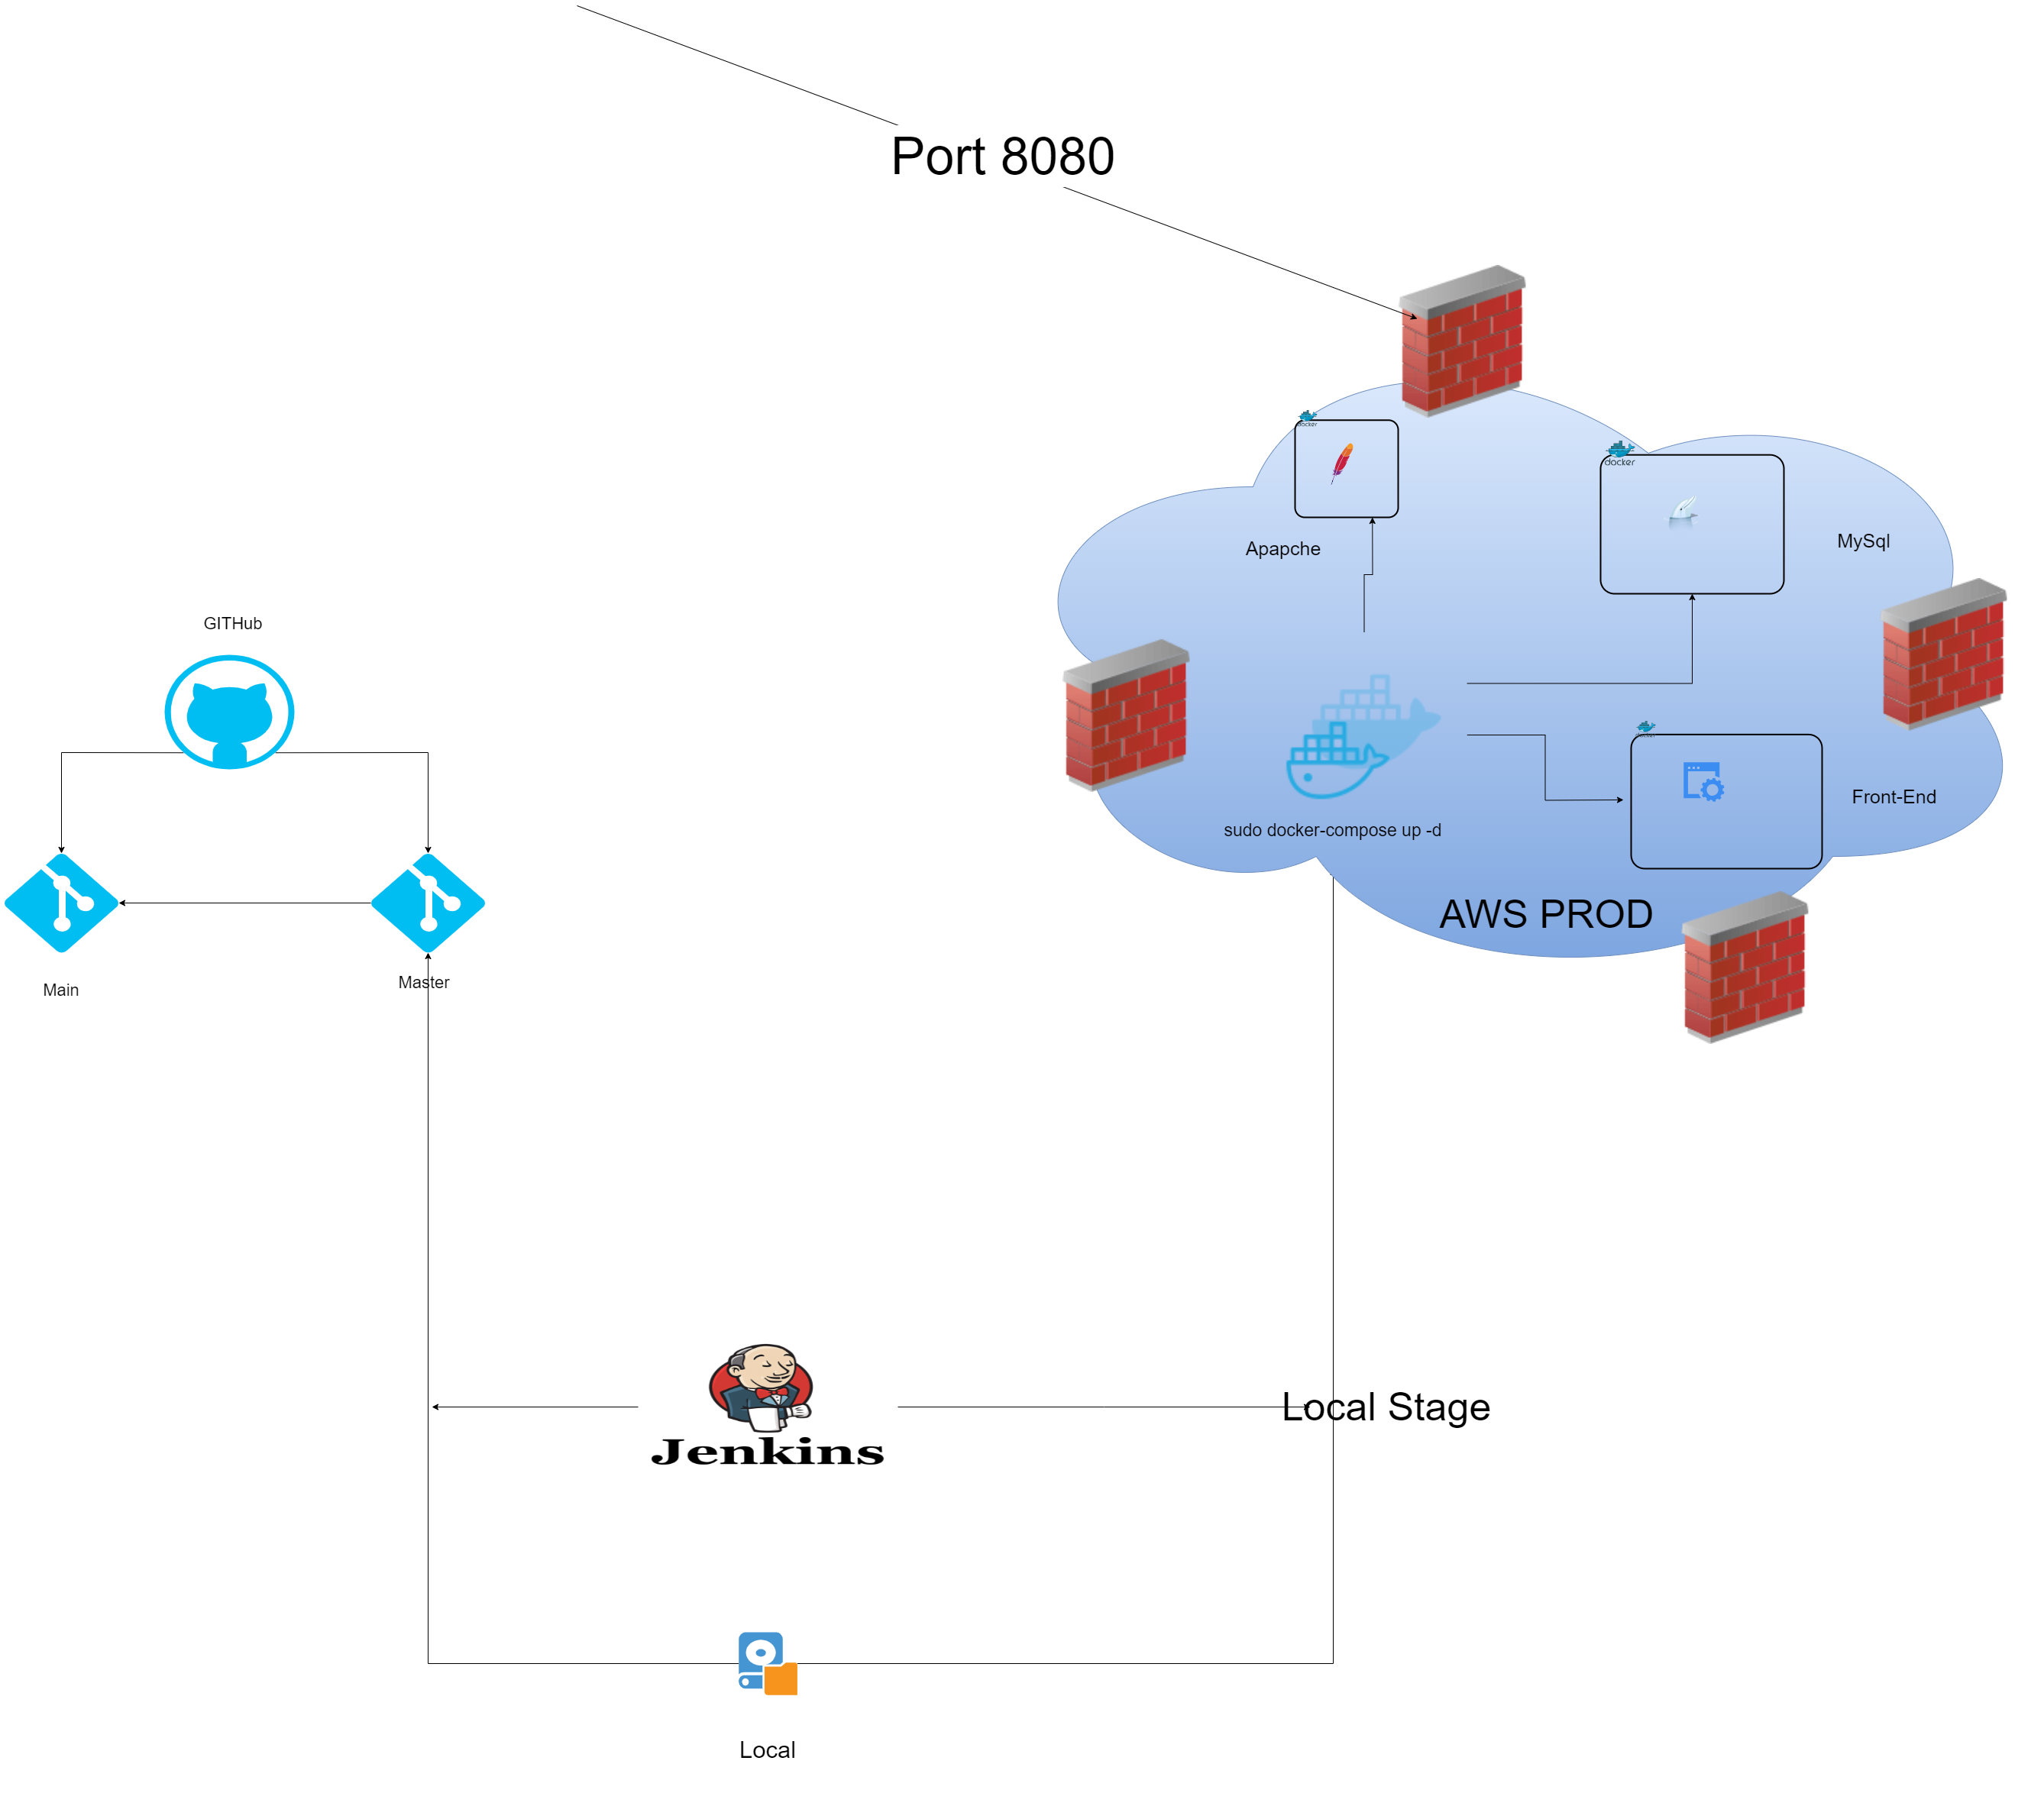 Port 8080
docker
docker
Apapche
MySql
GITHub
docker
Front-End
sudo docker-compose up -d
AWS PROD
Main
Master
Local Stage
Jenkins
Local